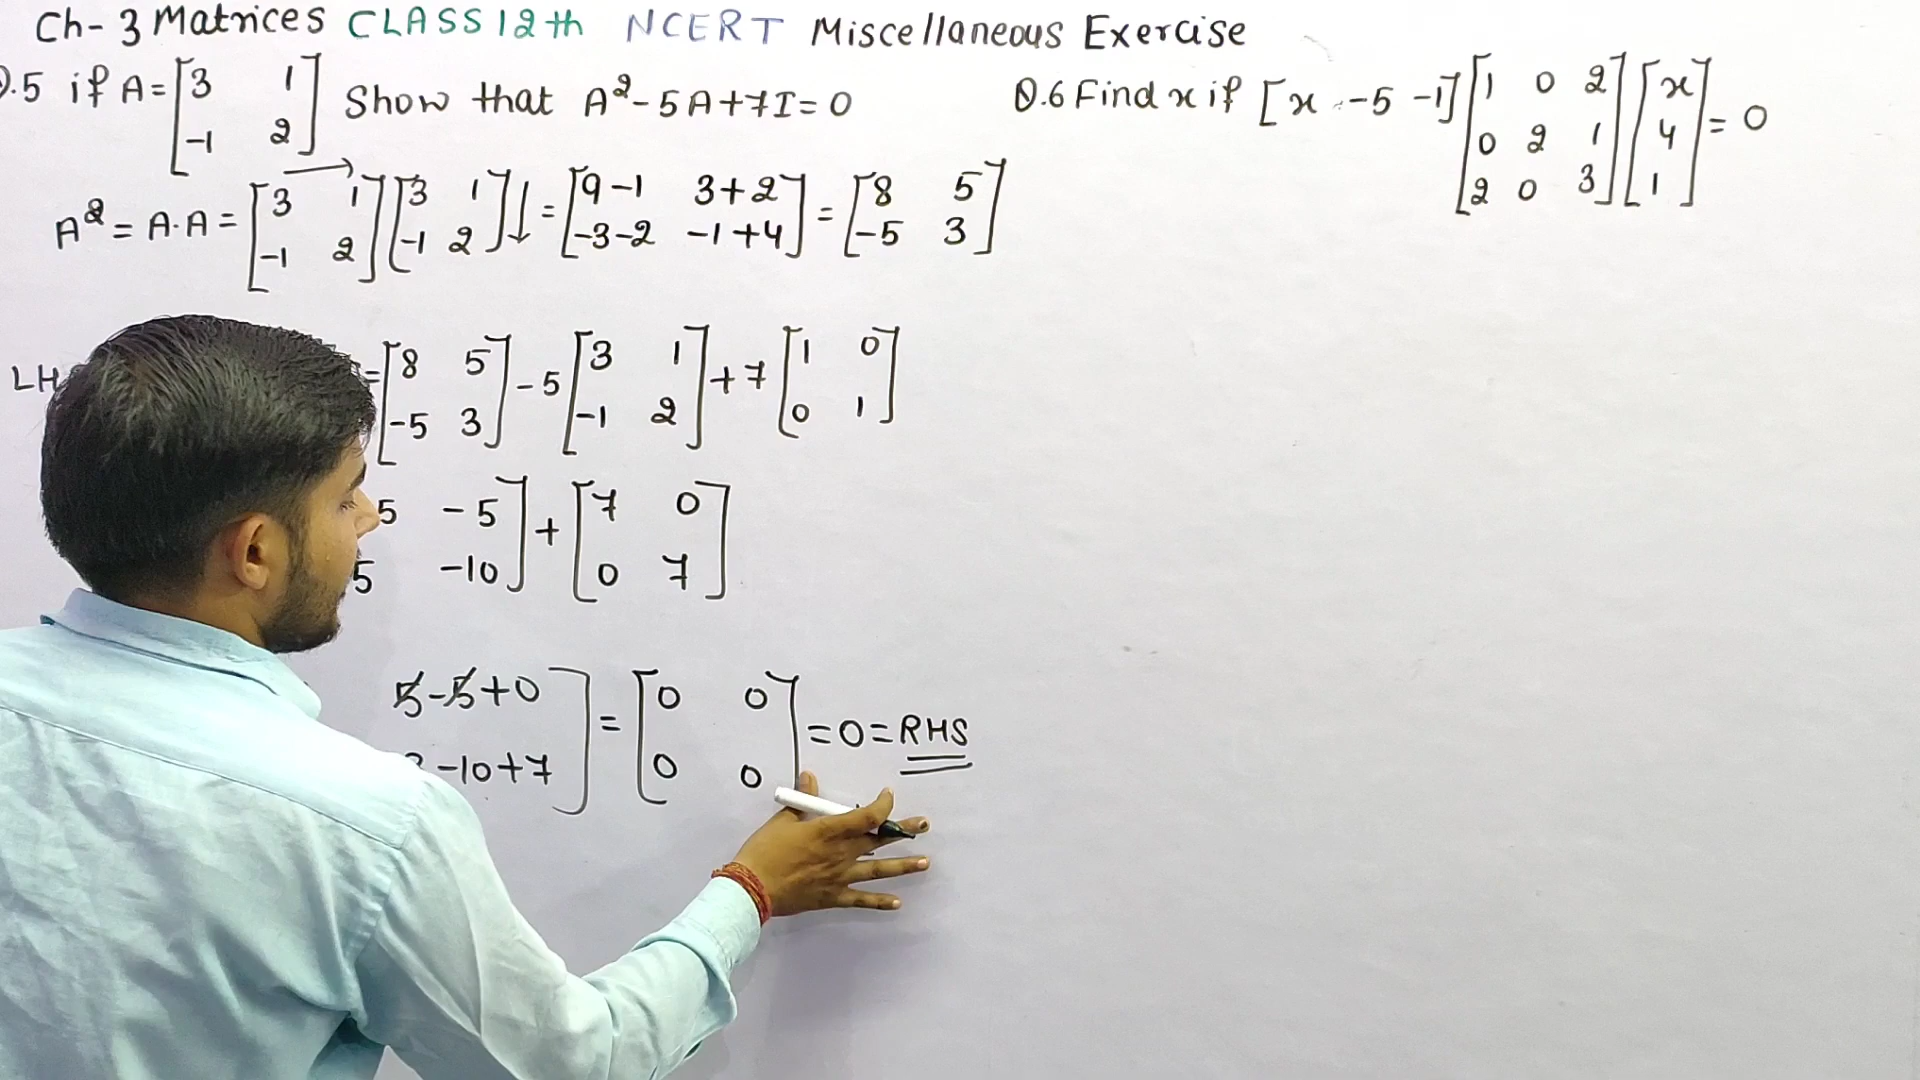 Ch-3 Matrices CLASS 12th NCERT Miscellaneous Exercise
.5 if A = [3 1 Show that A² - 5A + 7I = 0
-1 2]
A² = A.A = [3 1 [3 1 = [9-1 3+2 = [8 5
-1 2] -1 2] -3-2 -1+4] -5 3]
LH = [8 5 - 5 [3 1 + 7 [1 0
-5 3] -1 2] 0 1]
5 -5 + [7 0
5 -10] 0 7]
5-5+0 = [0 0 = 0 = RHS
-10+7] 0 0
Q.6 Find x if [x -5 -1] [1 0 2 [x = 0
0 2 1 4
2 0 3] 1]